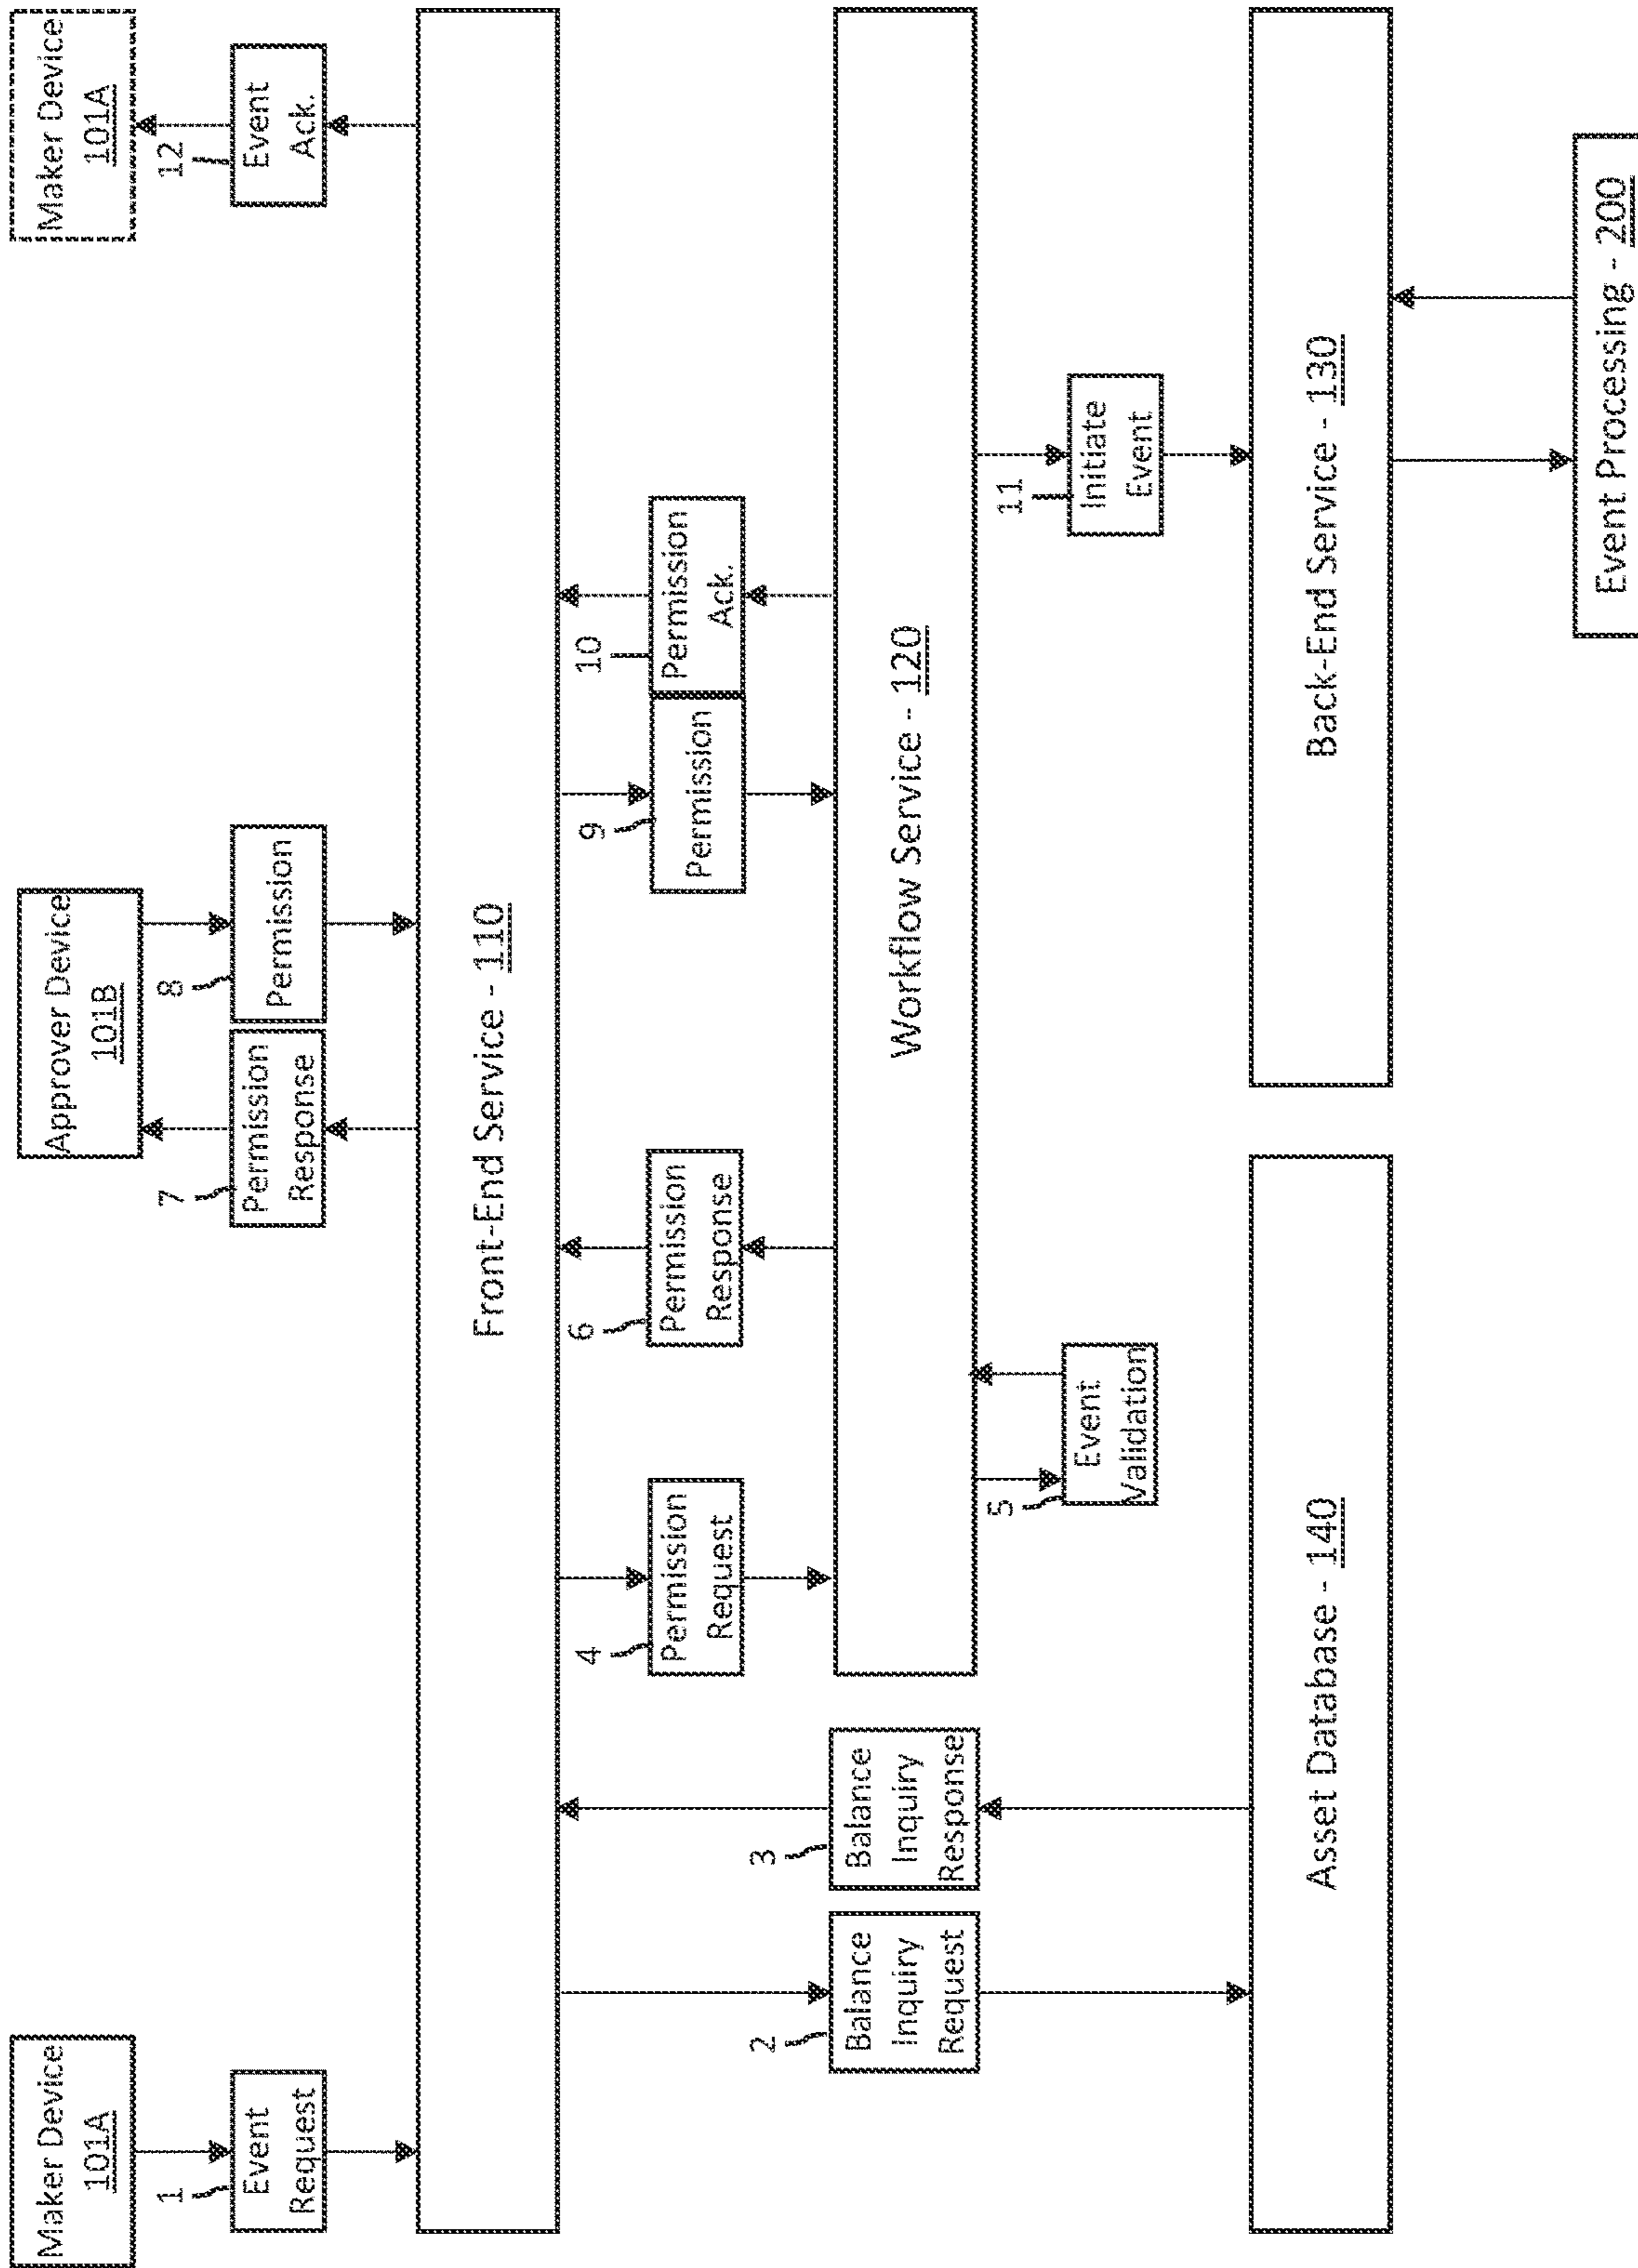 Maker Device
101A
1
Event
Request
Approver Device
101B
7
Permission
Response
8
Permission
Maker Device
101A
12
Event
Ack.
Front-End Service - 110
4
Permission
Request
6
Permission
Response
9
Permission
10
Permission
Ack.
2
Balance
Inquiry
Request
3
Balance
Inquiry
Response
Workflow Service - 120
5
Event
Validation
11
Initiate
Event
Asset Database - 140
Back-End Service - 130
Event Processing - 200